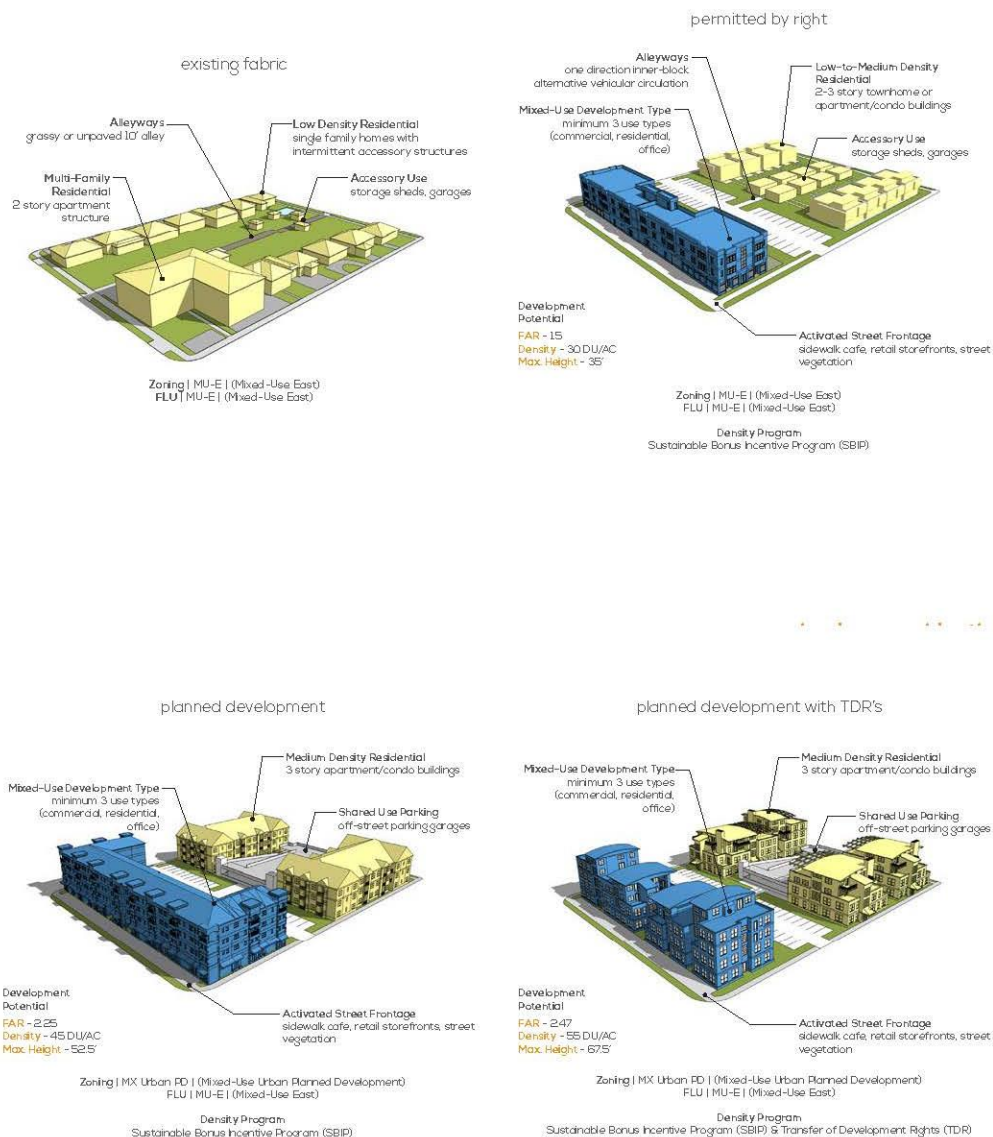 existing fabric
Alleyways
grassy or unpaved 10' alley
Low Density Residential
single family homes with
intermittent accessory structures
Multi-Family
Residential
2 story apartment
structure
Accessory Use
storage sheds, garages
Zoning | MU-E | (Mixed-Use East)
FLU | MU-E | (Mixed-Use East)
permitted by right
Alleyways
one direction inner-block
alternative vehicular circulation
Low-to-Medium Density
Residential
2-3 story townhome or
apartment/condo buildings
Mixed-Use Development Type
minimum 3 use types
(commercial, residential,
office)
Accessory Use
storage sheds, garages
Development
Potential
FAR - 1.5
Density - 30 DU/AC
Max. Height - 35'
Activated Street Frontage
sidewalk cafe, retail storefronts, street
vegetation
Zoning | MU-E | (Mixed-Use East)
FLU | MU-E | (Mixed-Use East)
Density Program
Sustainable Bonus Incentive Program (SBIP)
planned development
Medium Density Residential
3 story apartment/condo buildings
Mixed-Use Development Type
minimum 3 use types
(commercial, residential,
office)
Shared Use Parking
off-street parking garages
Development
Potential
FAR - 2.25
Density - 45 DU/AC
Max. Height - 52.5'
Activated Street Frontage
sidewalk cafe, retail storefronts, street
vegetation
Zoning | MX Urban PD | (Mixed-Use Urban Planned Development)
FLU | MU-E | (Mixed-Use East)
Density Program
Sustainable Bonus Incentive Program (SBIP)
planned development with TDR's
Medium Density Residential
3 story apartment/condo buildings
Mixed-Use Development Type
minimum 3 use types
(commercial, residential,
office)
Shared Use Parking
off-street parking garages
Development
Potential
FAR - 2.47
Density - 55 DU/AC
Max. Height - 67.5'
Activated Street Frontage
sidewalk cafe, retail storefronts, street
vegetation
Zoning | MX Urban PD | (Mixed-Use Urban Planned Development)
FLU | MU-E | (Mixed-Use East)
Density Program
Sustainable Bonus Incentive Program (SBIP) & Transfer of Development Rights (TDR)